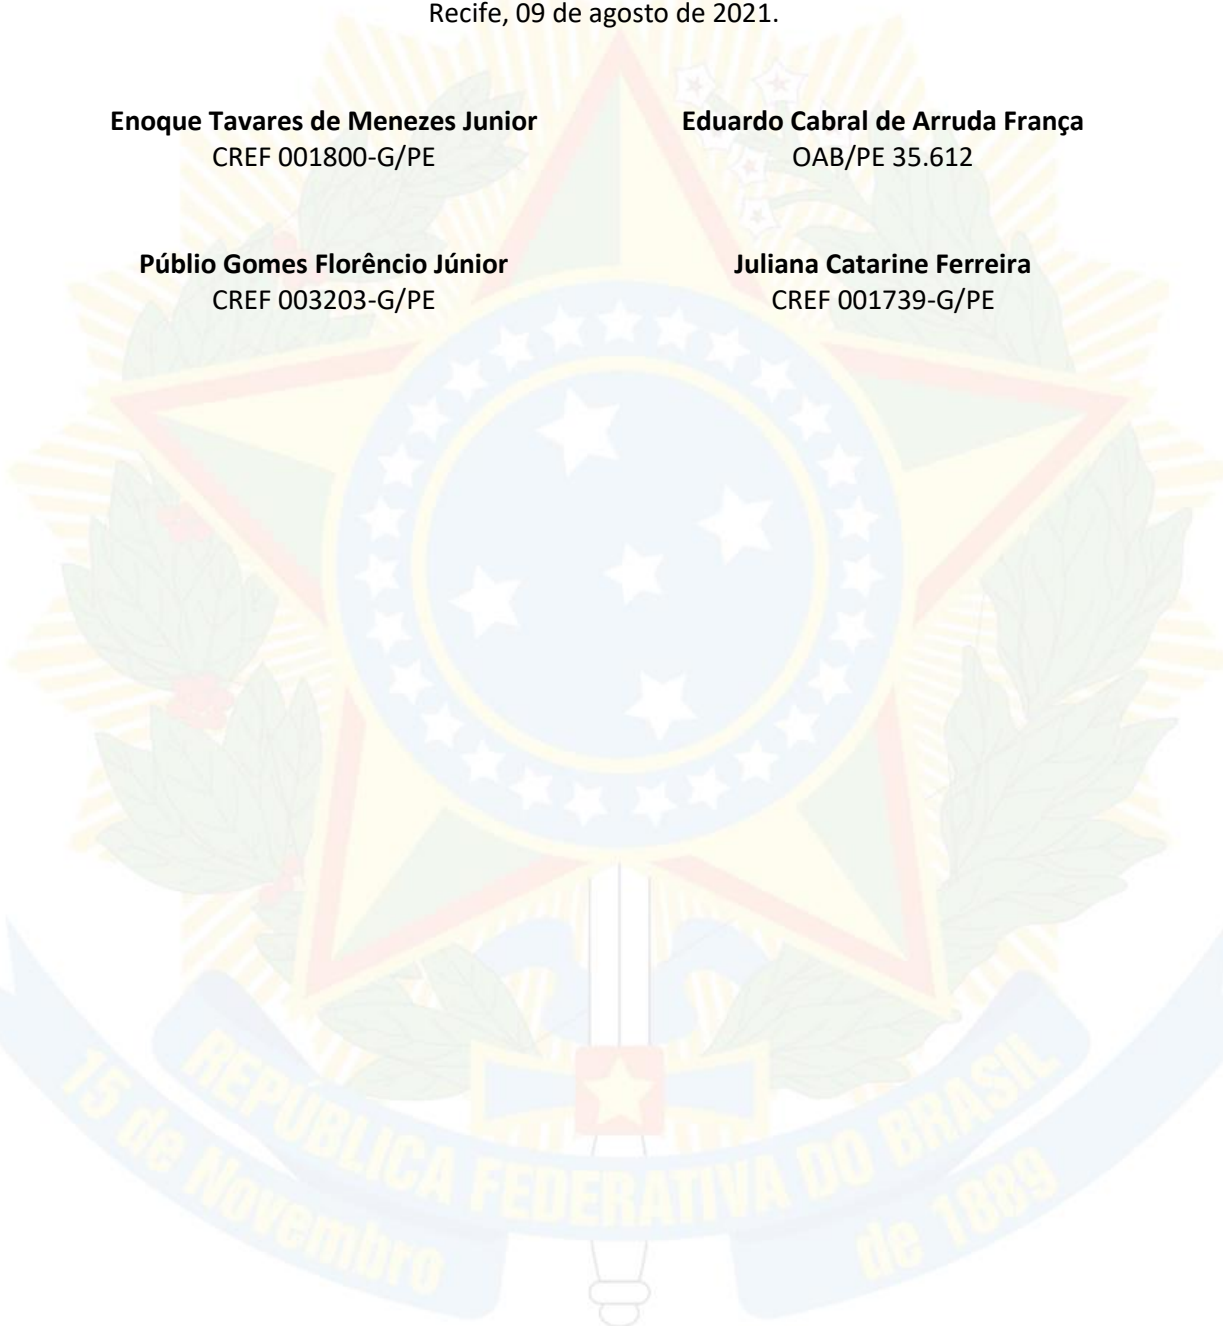 Recife, 09 de agosto de 2021.
Enoque Tavares de Menezes Junior
CREF 001800-G/PE
Eduardo Cabral de Arruda França
OAB/PE 35.612
Públio Gomes Florêncio Júnior
CREF 003203-G/PE
Juliana Catarine Ferreira
CREF 001739-G/PE
REPÚBLICA FEDERATIVA DO BRASIL
15 de Novembro
de 1889